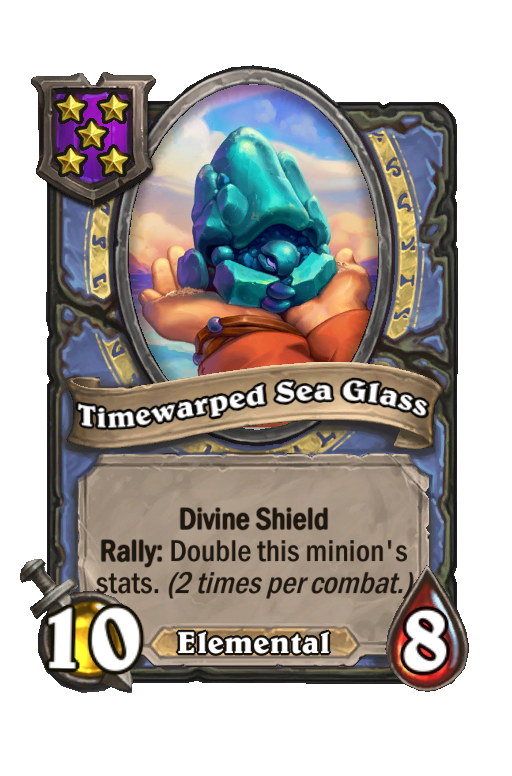 Timewarped Sea Glass
Divine Shield
Rally: Double this minion's
stats. (2 times per combat.)
10
Elemental
8